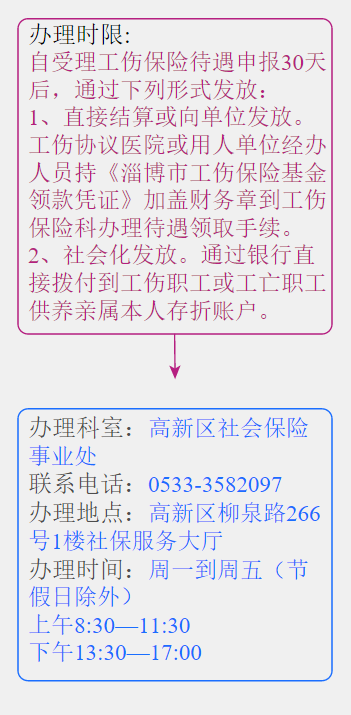 办理时限:
自受理工伤保险待遇申报30天
后，通过下列形式发放：
1、直接结算或向单位发放。
工伤协议医院或用人单位经办
人员持《淄博市工伤保险基金
领款凭证》加盖财务章到工伤
保险科办理待遇领取手续。
2、社会化发放。通过银行直
接拨付到工伤职工或工亡职工
供养亲属本人存折账户。
办理科室：高新区社会保险
事业处
联系电话：0533-3582097
办理地点：高新区柳泉路266
号1楼社保服务大厅
办理时间：周一到周五（节
假日除外）
上午8:30—11:30
下午13:30—17:00